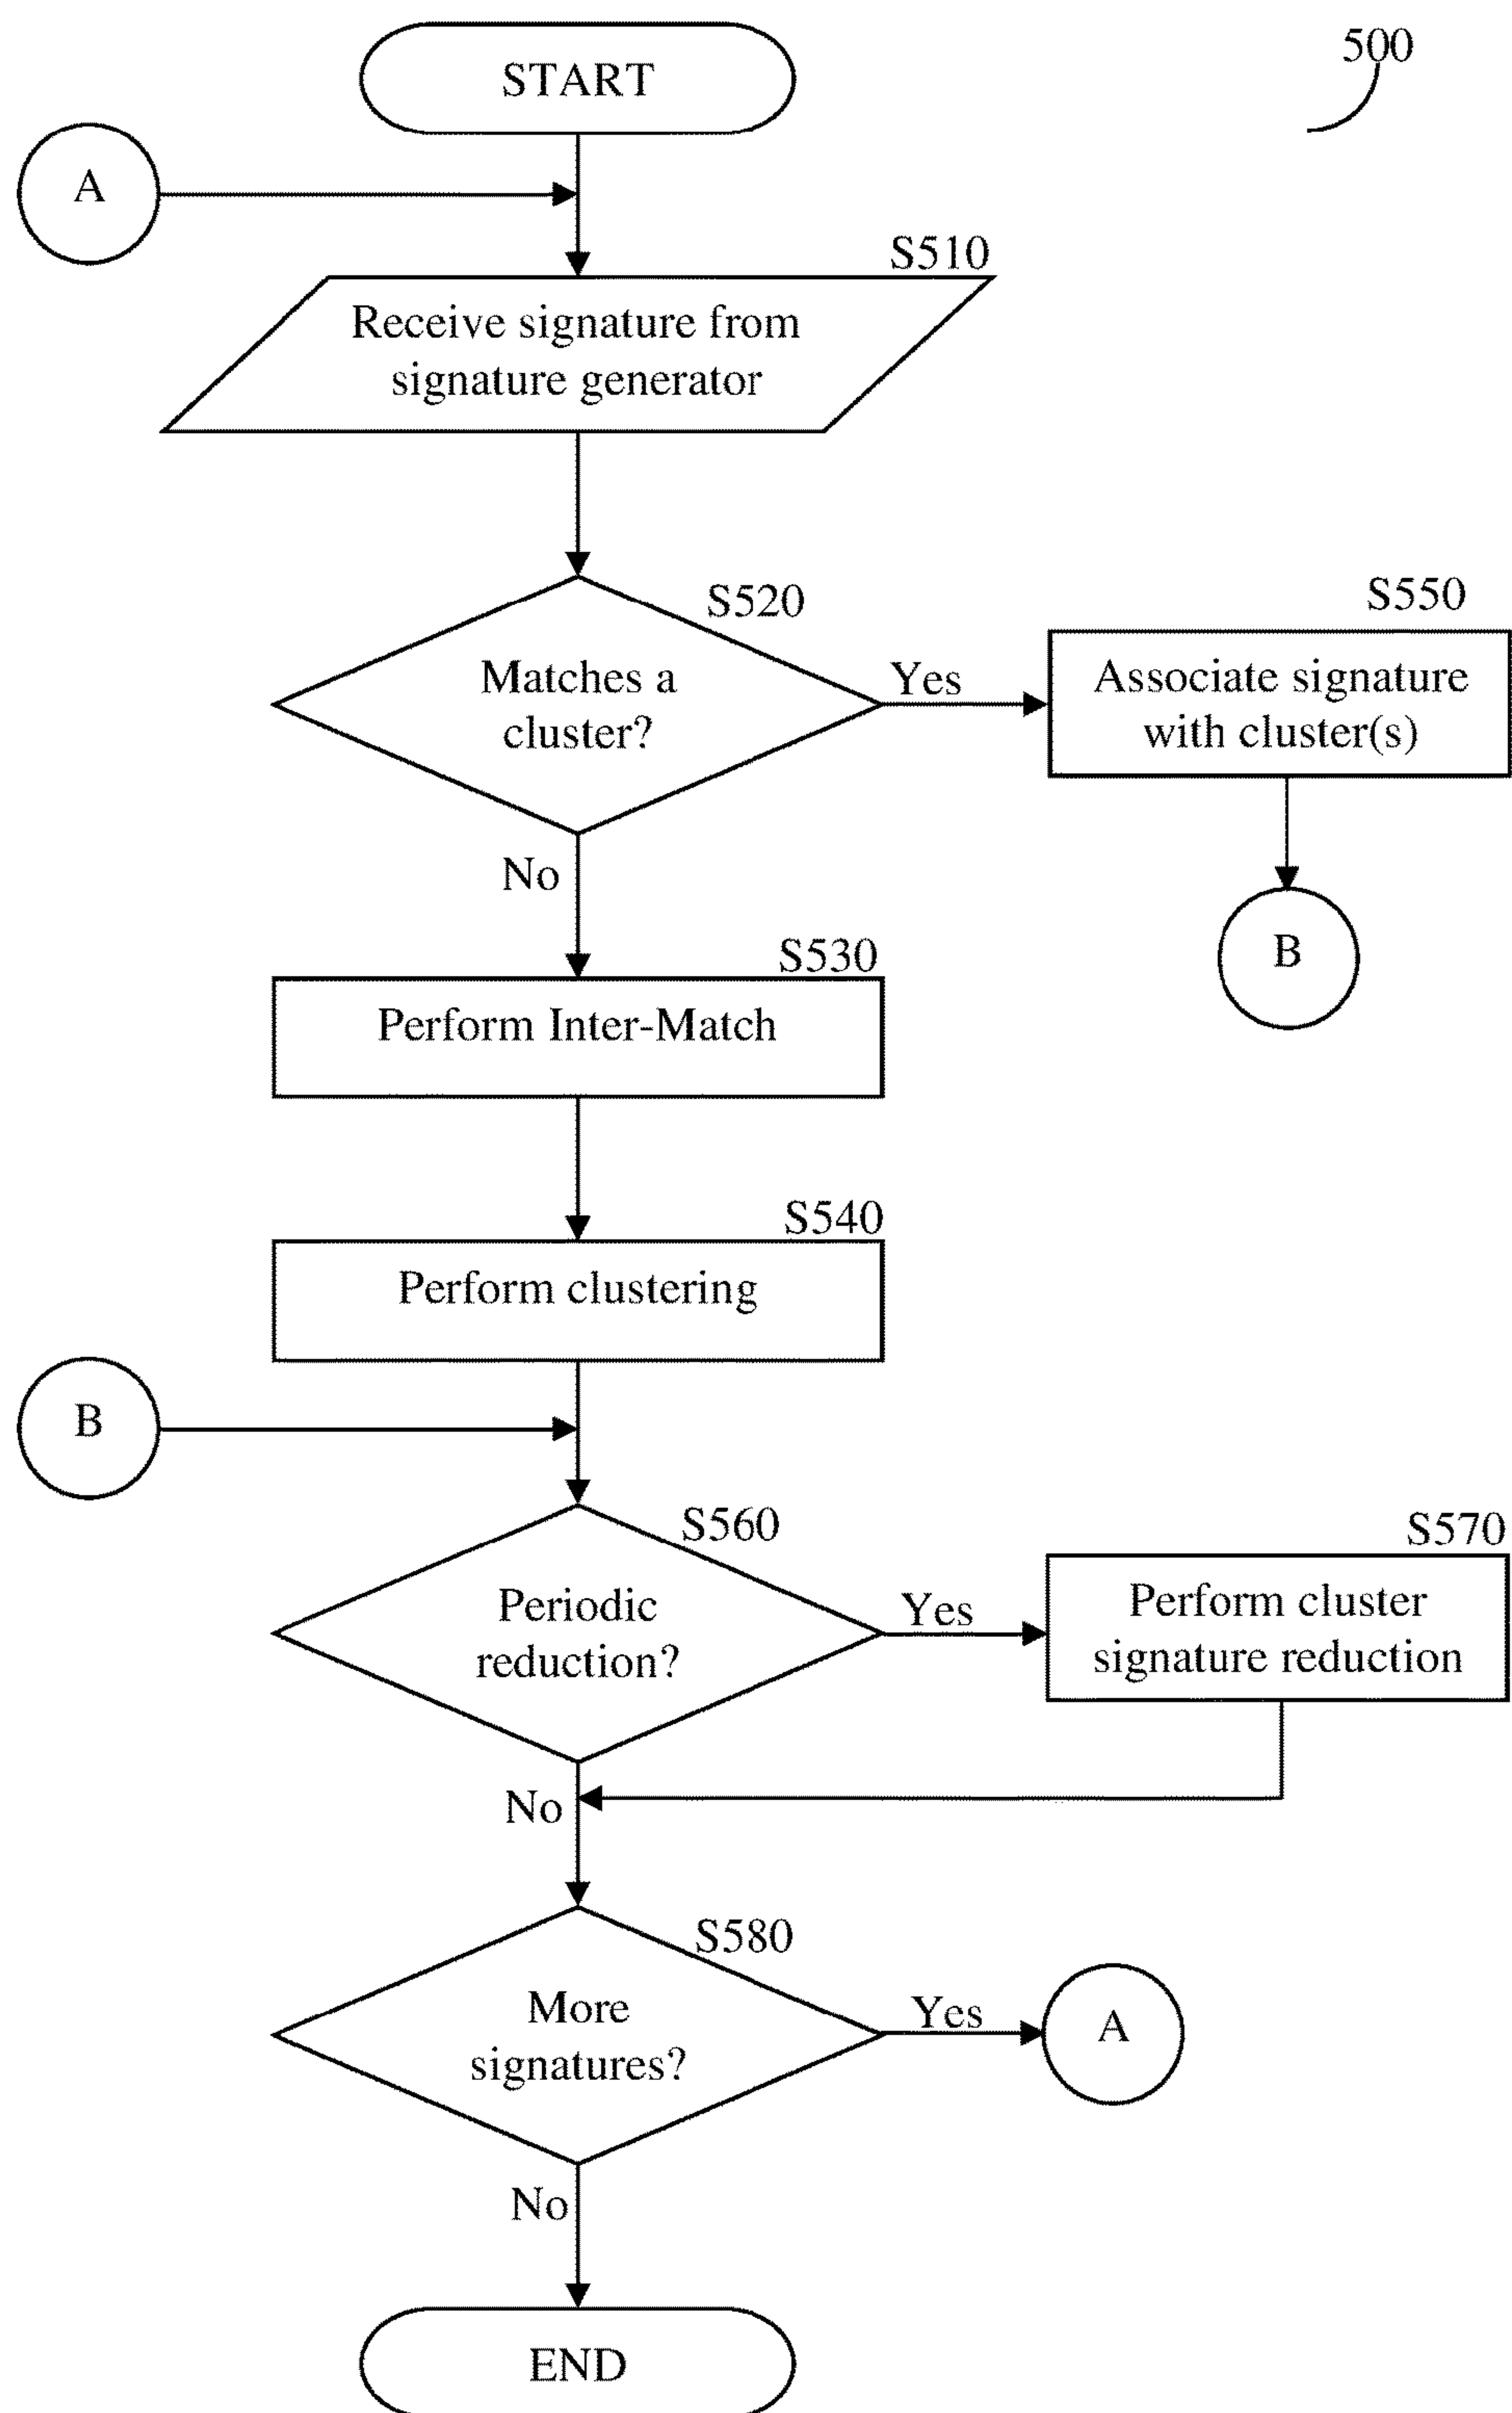 START
500
A
S510
Receive signature from
signature generator
S520
S550
Matches a
cluster?
Yes
Associate signature
with cluster(s)
No
B
S530
Perform Inter-Match
S540
Perform clustering
B
S560
S570
Periodic
reduction?
Yes
Perform cluster
signature reduction
No
S580
More
signatures?
Yes
A
No
END